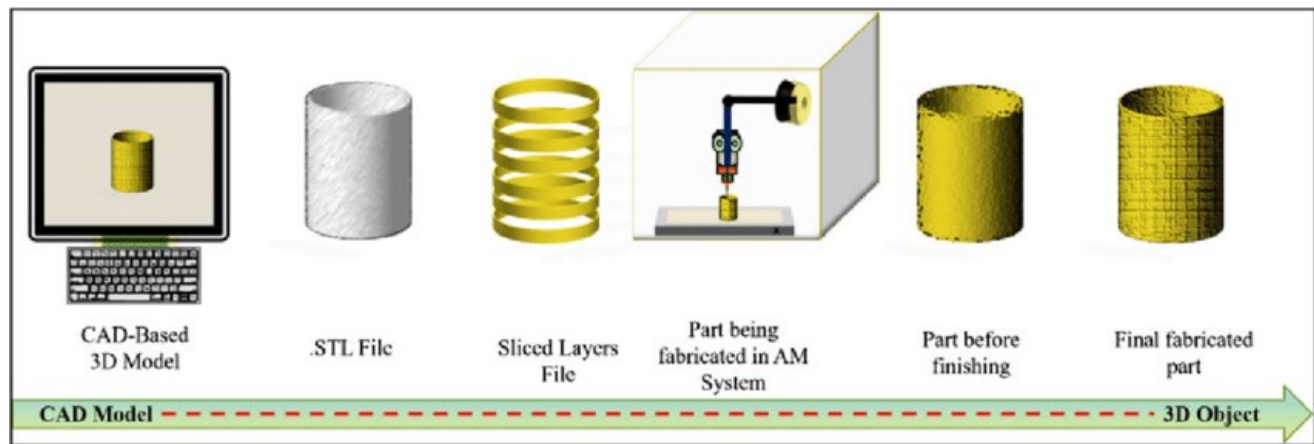 CAD-Based
3D Model
.STL File
Sliced Layers
File
Part being
fabricated in AM
System
Part before
finishing
Final fabricated
part
CAD Model
3D Object